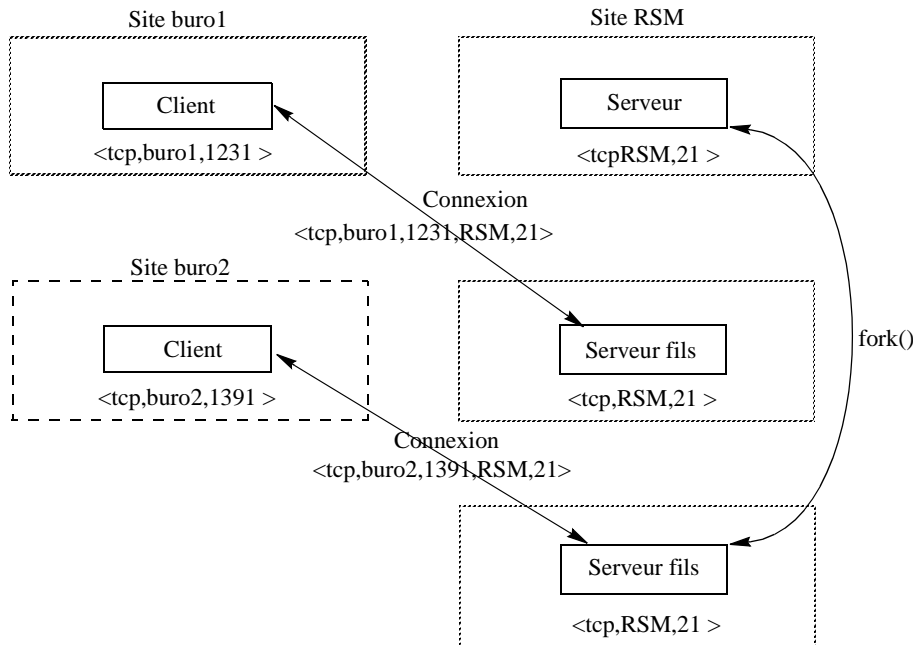 Site buro1
Site RSM
Client
Serveur
<tcp,buro1,1231 >
<tcpRSM,21 >
Connexion
<tcp,buro1,1231,RSM,21>
Site buro2
Client
Serveur fils
fork()
<tcp,buro2,1391 >
<tcp,RSM,21 >
Connexion
<tcp,buro2,1391,RSM,21>
Serveur fils
<tcp,RSM,21 >